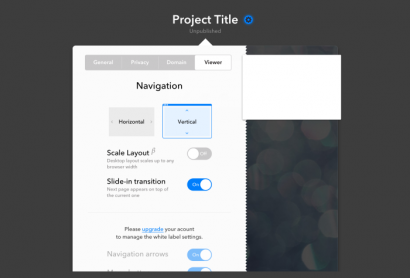 Project Title
Unpublished
General Privacy Domain Viewer
Navigation
Horizontal Vertical
Scale Layout β
Desktop layout scales up to any
browser width
Off
Slide-in transition
Next page appears on top of
the current one
On
Please upgrade your acount
to manage the white label settings.
Navigation arrows
On